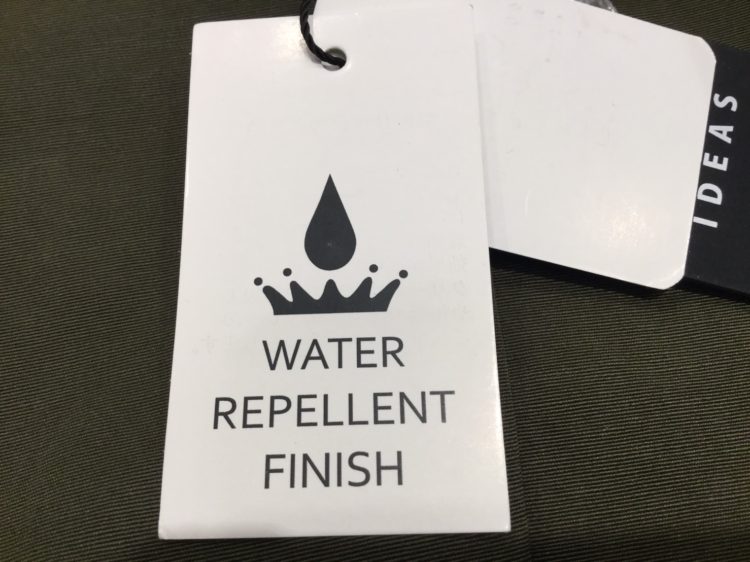 WATER
REPELLENT
FINISH
IDEAS